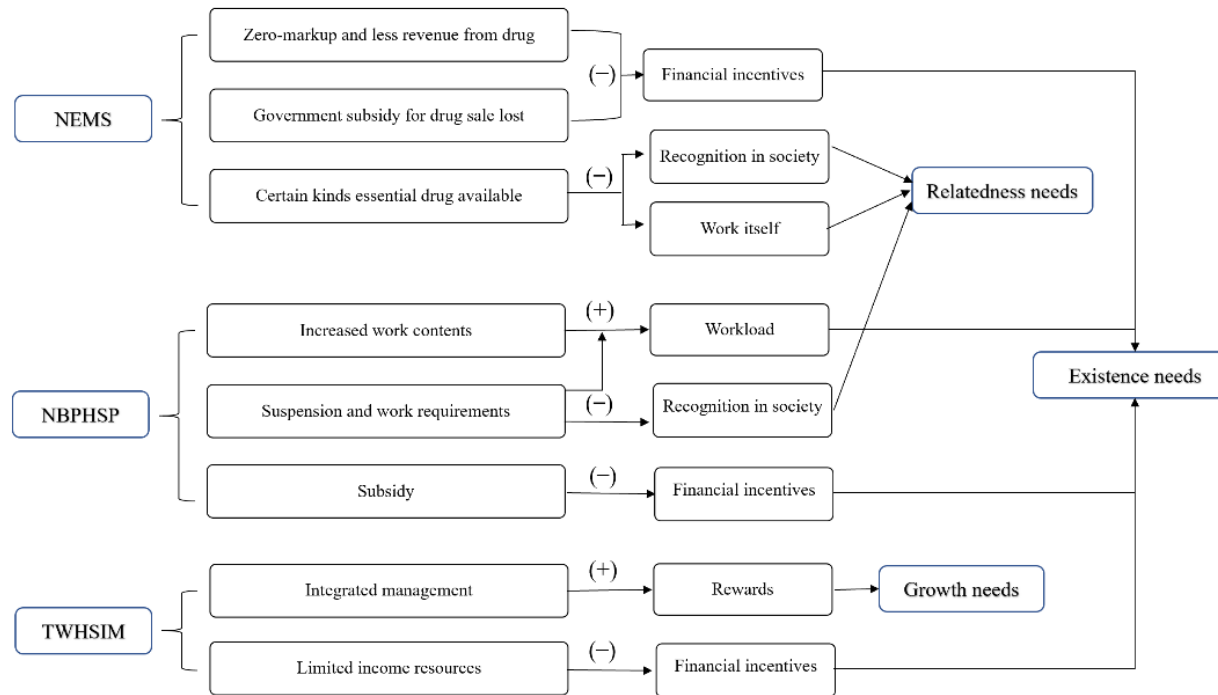 Zero-markup and less revenue from drug
(−)
Financial incentives
NEMS
Government subsidy for drug sale lost
Certain kinds essential drug available
(−)
Recognition in society
Work itself
Relatedness needs
Increased work contents
(+)
Workload
NBPHSP
Suspension and work requirements
(−)
Recognition in society
Existence needs
Subsidy
(−)
Financial incentives
Integrated management
(+)
Rewards
Growth needs
TWHSIM
Limited income resources
(−)
Financial incentives